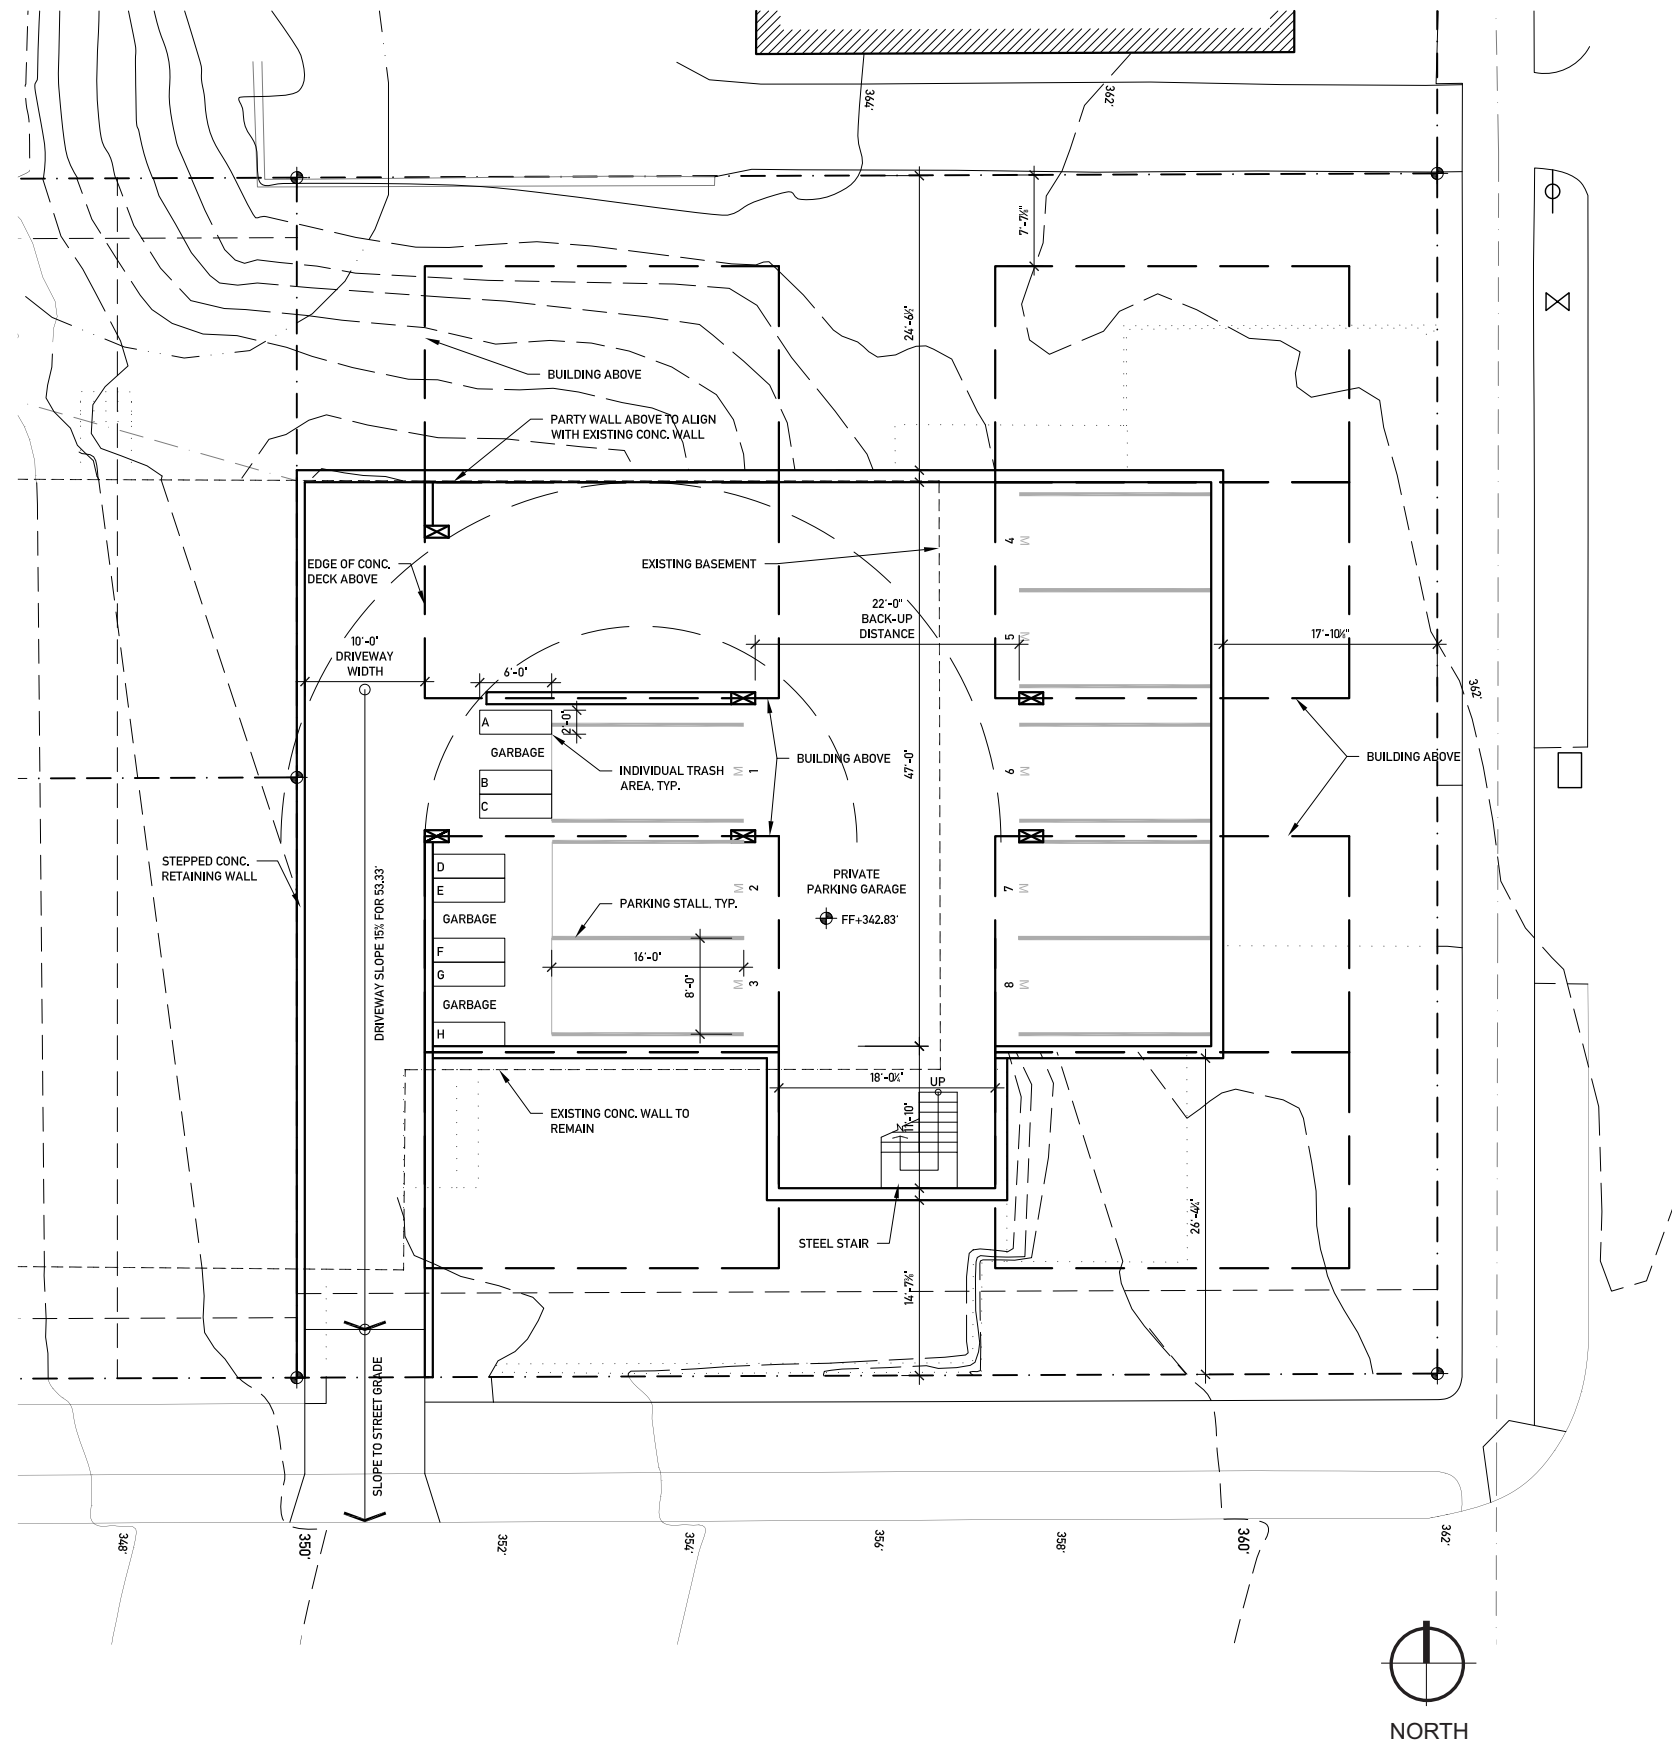 364'
362'
7'-7⅞"
24'-6½"
BUILDING ABOVE
PARTY WALL ABOVE TO ALIGN
WITH EXISTING CONC. WALL
4
EDGE OF CONC.
DECK ABOVE
EXISTING BASEMENT
22'-0"
BACK-UP
DISTANCE
5
17'-10⅛"
10'-0"
DRIVEWAY
WIDTH
6'-0"
362'
A
2'-0"
GARBAGE
INDIVIDUAL TRASH
AREA, TYP.
B
C
1
BUILDING ABOVE
47'-0"
6
BUILDING ABOVE
STEPPED CONC.
RETAINING WALL
D
E
GARBAGE
F
G
GARBAGE
H
2
PARKING STALL, TYP.
16'-0"
8'-0"
3
PRIVATE
PARKING GARAGE
FF+342.83'
7
8
DRIVEWAY SLOPE 15% FOR 53.33'
18'-0¼"
UP
11'-10"
EXISTING CONC. WALL TO
REMAIN
STEEL STAIR
26'-4¼"
14'-7⅞"
SLOPE TO STREET GRADE
348'
350'
352'
354'
356'
358'
360'
362'
NORTH